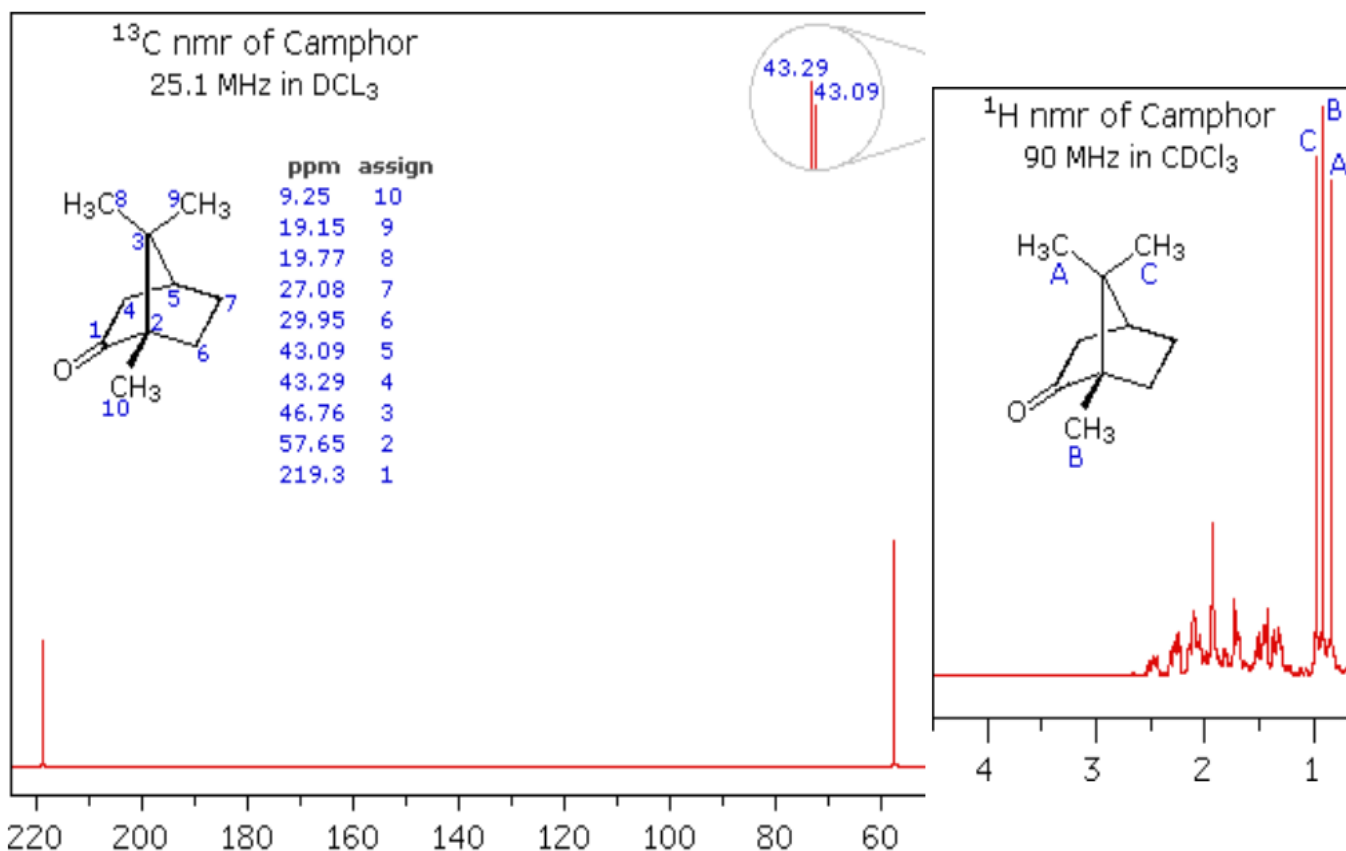 ¹³C nmr of Camphor
25.1 MHz in DCL₃
43.29
43.09
ppm assign
9.25 10
19.15 9
19.77 8
27.08 7
29.95 6
43.09 5
43.29 4
46.76 3
57.65 2
219.3 1
H₃C 8 9 CH₃
3
5
4 7
1 2
6
O
CH₃
10
220 200 180 160 140 120 100 80 60
¹H nmr of Camphor
90 MHz in CDCl₃
B
C
A
H₃C CH₃
A C
O
CH₃
B
4 3 2 1